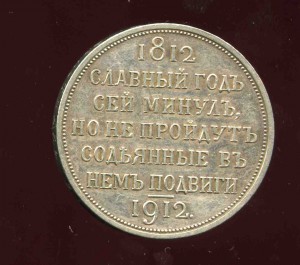 1812
СЛАВНЫЙ ГОДЪ
СЕЙ МИНУЛЪ,
НО НЕ ПРОЙДУТЪ
СОДѢЯННЫЕ ВЪ
НЕМЪ ПОДВИГИ
1912.